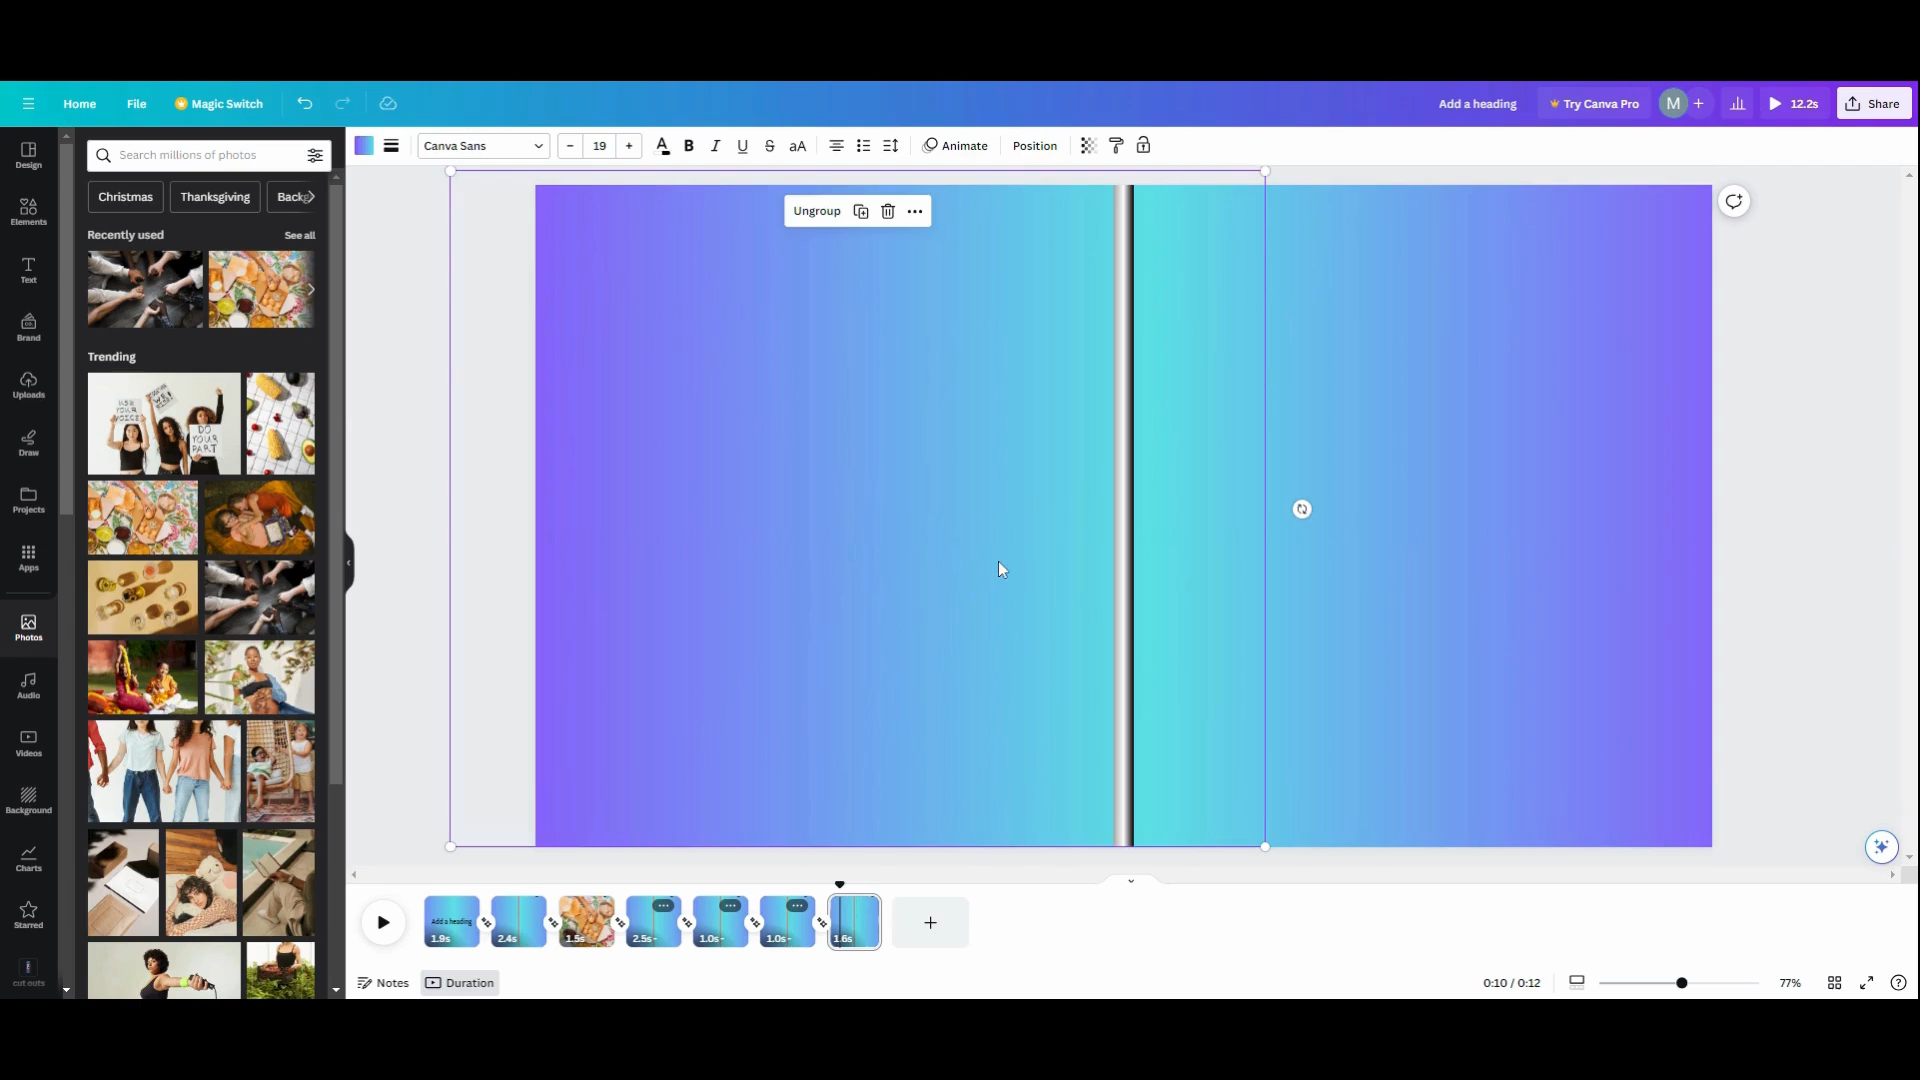 Home File Magic Switch Add a heading Try Canva Pro M + 12.2s Share
Canva Sans - 19 + A B I U S aA Animate Position
Search millions of photos
Christmas Thanksgiving Backg
Recently used See all
Trending
USE YOUR VOICE
DO YOUR PART
Design
Elements
Text
Brand
Uploads
Draw
Projects
Apps
Photos
Audio
Videos
Background
Charts
Starred
cut outs
Ungroup
Add a heading
1.9s 2.4s 1.5s 2.5s- 1.0s- 1.0s- 1.6s
Notes Duration 0:10 / 0:12 77%